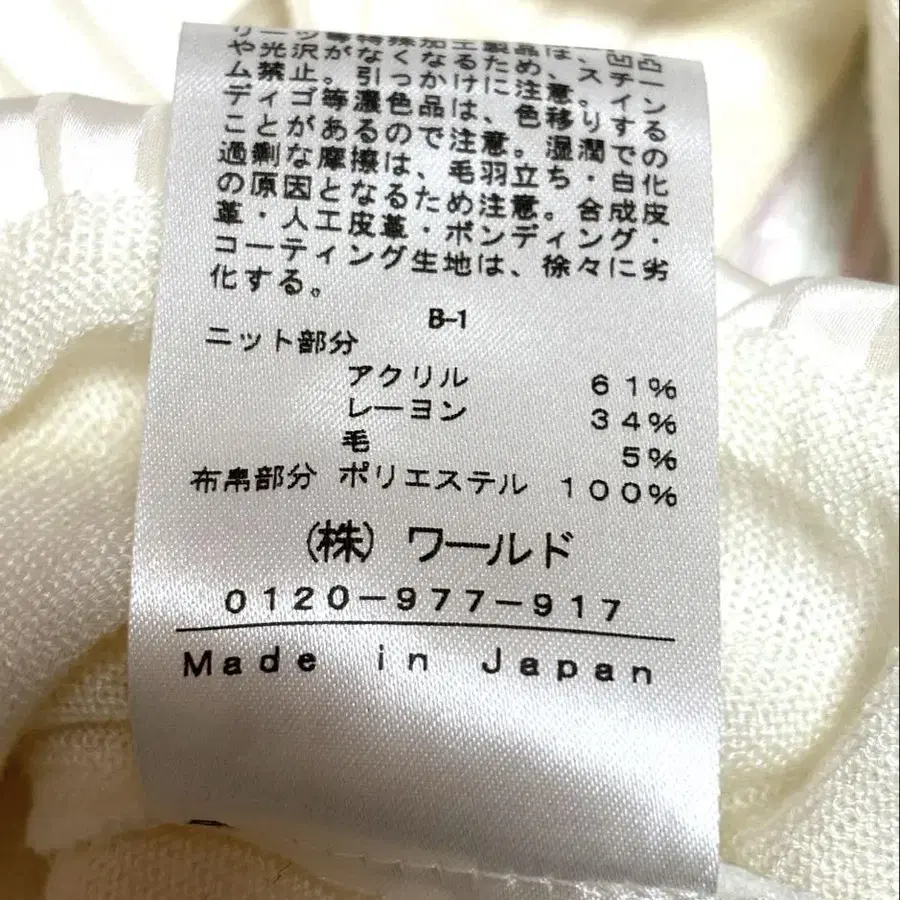 や光沢がなくなるため、スチー
ム禁止。引っかけに注意。イン
ディゴ等濃色品は、色移りする
ことがあるので注意。湿潤での
過剰な摩擦は、毛羽立ち・白化
の原因となるため注意。合成皮
革・人工皮革・ボンディング・
コーティング生地は、徐々に劣
化する。
B-1
ニット部分
アクリル 61%
レーヨン 34%
毛 5%
布帛部分 ポリエステル 100%
(株)ワールド
0120-977-917
Made in Japan